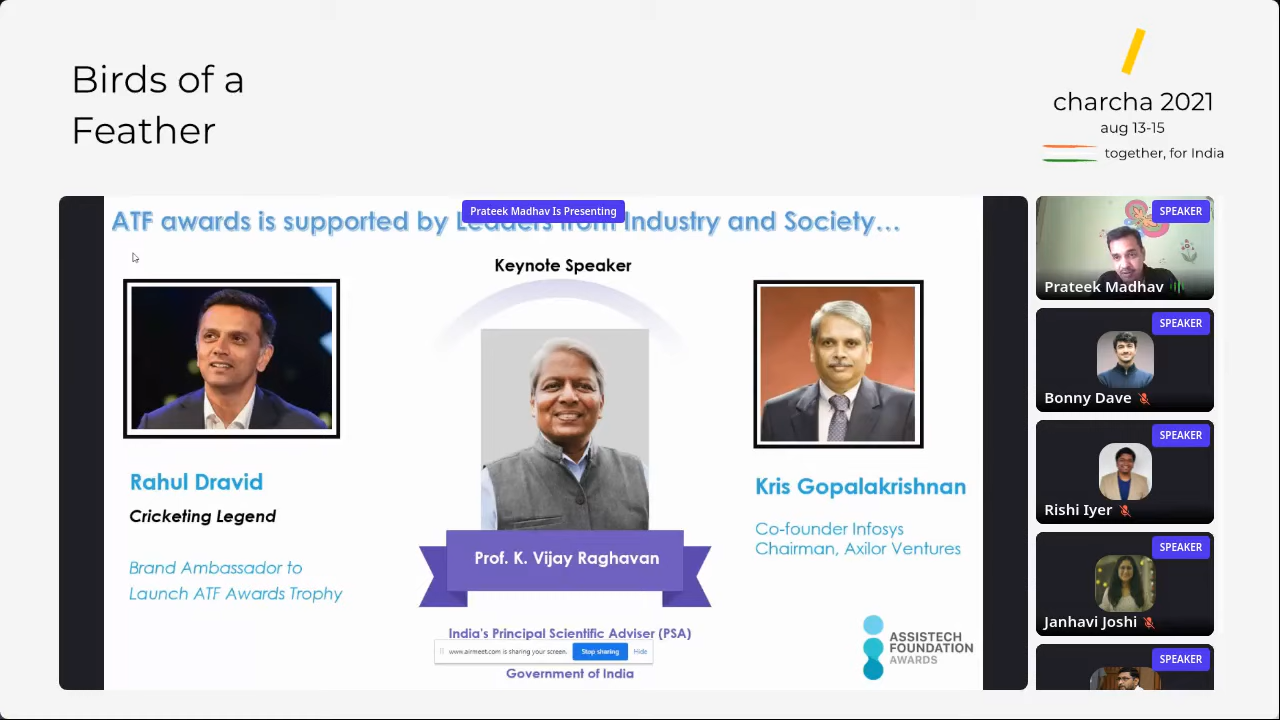 Birds of a
Feather
charcha 2021
aug 13-15
together, for India
ATF awards is supported by Leaders from Industry and Society...
Prateek Madhav Is Presenting
Keynote Speaker
Rahul Dravid
Cricketing Legend
Brand Ambassador to
Launch ATF Awards Trophy
Prof. K. Vijay Raghavan
India's Principal Scientific Adviser (PSA)
www.airmeet.com is sharing your screen.
Stop sharing
Hide
Government of India
Kris Gopalakrishnan
Co-founder Infosys
Chairman, Axilor Ventures
ASSISTECH
FOUNDATION
AWARDS
SPEAKER
Prateek Madhav
SPEAKER
Bonny Dave
SPEAKER
Rishi Iyer
SPEAKER
Janhavi Joshi
SPEAKER